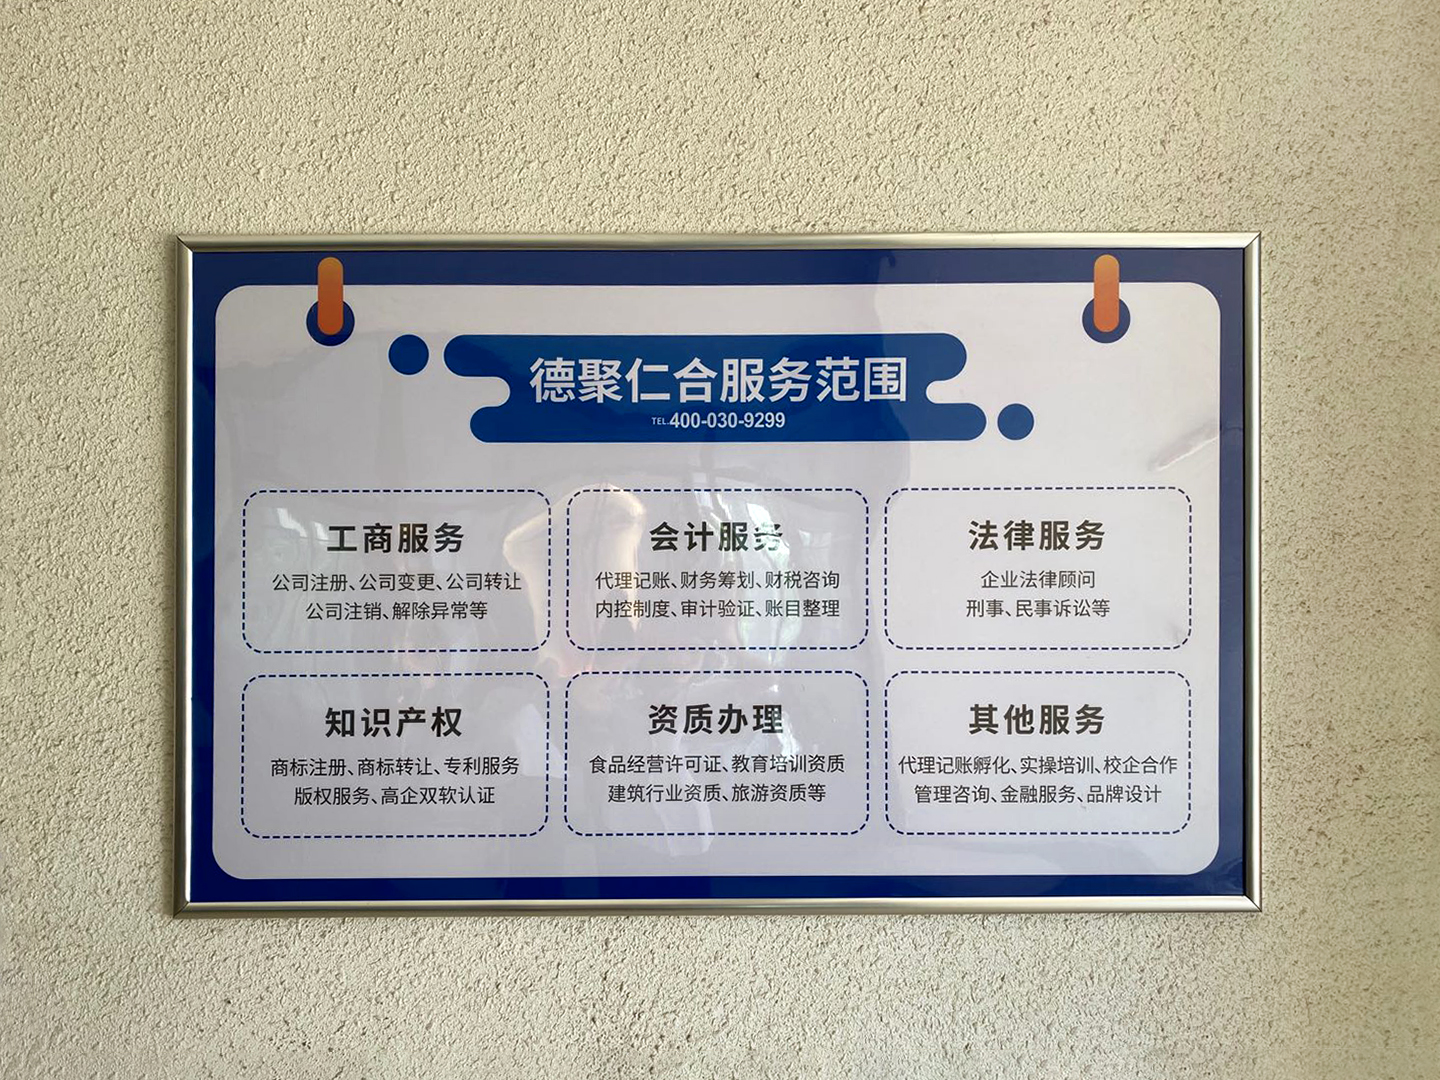 德聚仁合服务范围
TEL.400-030-9299
工商服务
公司注册、公司变更、公司转让
公司注销、解除异常等
会计服务
代理记账、财务筹划、财税咨询
内控制度、审计验证、账目整理
法律服务
企业法律顾问
刑事、民事诉讼等
知识产权
商标注册、商标转让、专利服务
版权服务、高企双软认证
资质办理
食品经营许可证、教育培训资质
建筑行业资质、旅游资质等
其他服务
代理记账孵化、实操培训、校企合作
管理咨询、金融服务、品牌设计